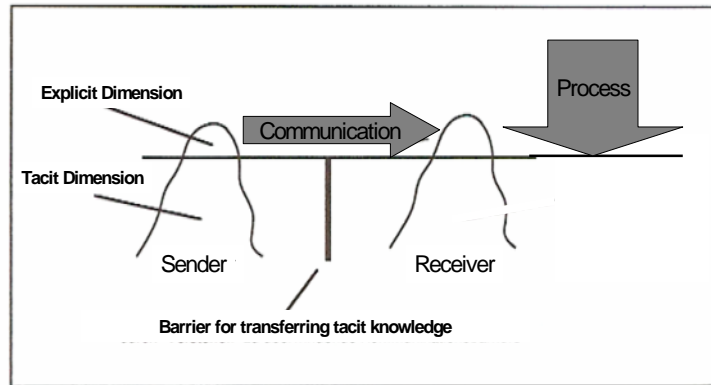 Process
Explicit Dimension
Communication
Tacit Dimension
Sender
Receiver
Barrier for transferring tacit knowledge